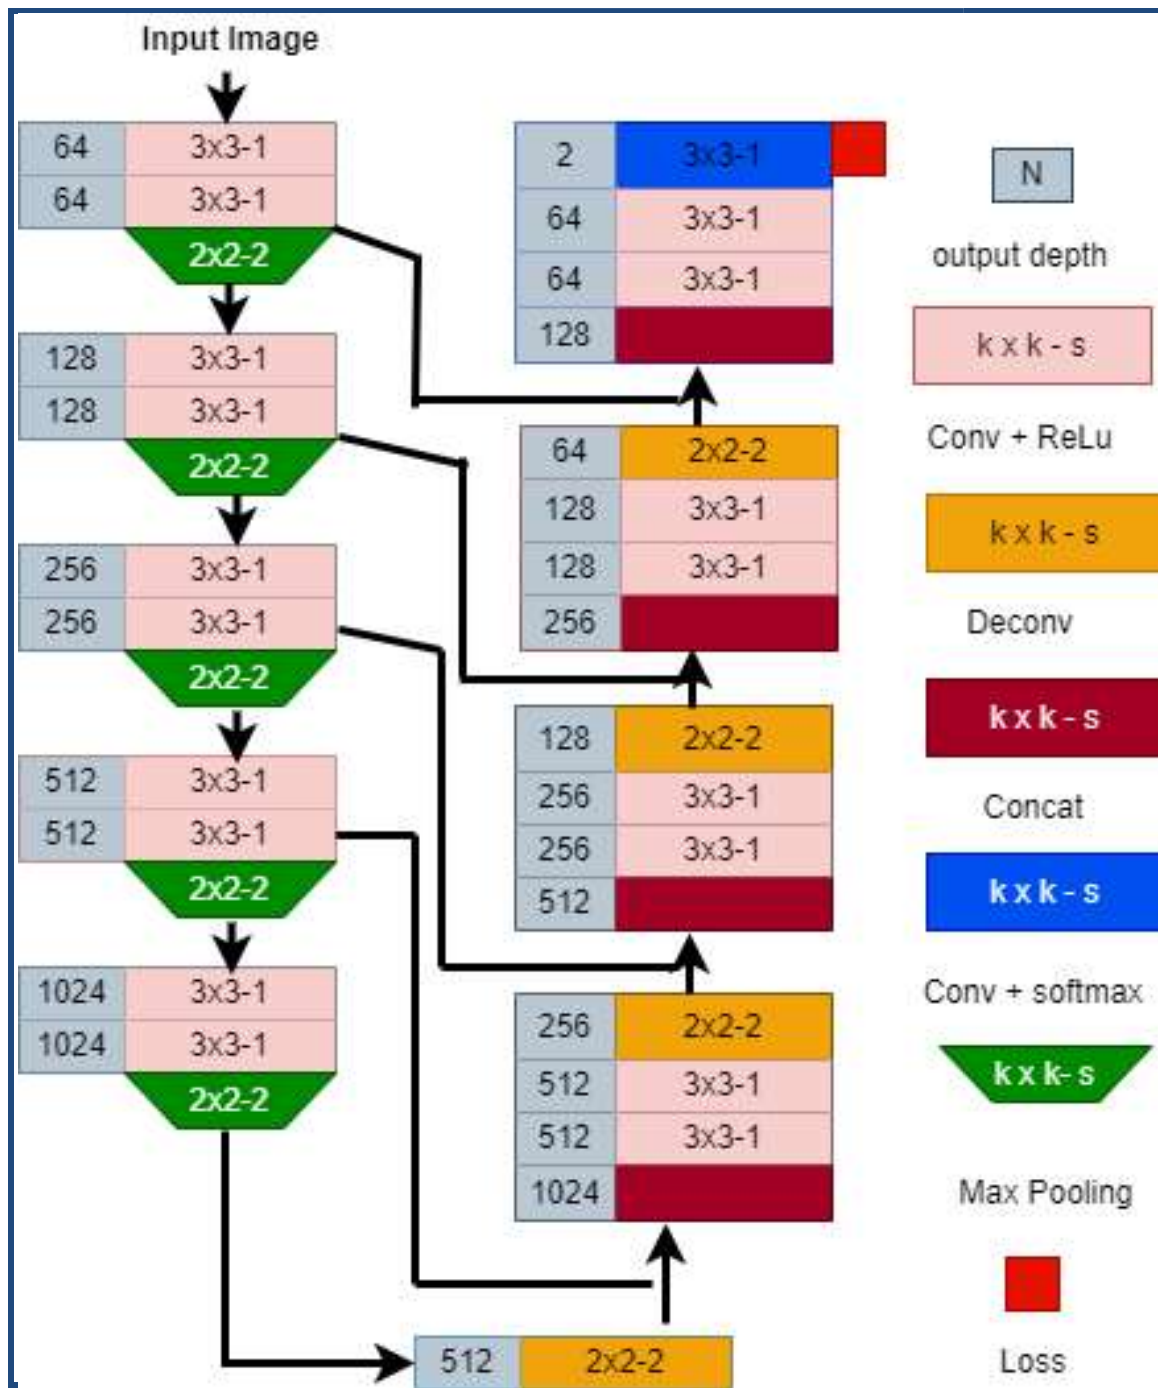 Input Image
64 3x3-1
64 3x3-1
2x2-2
128 3x3-1
128 3x3-1
2x2-2
256 3x3-1
256 3x3-1
2x2-2
512 3x3-1
512 3x3-1
2x2-2
1024 3x3-1
1024 3x3-1
2x2-2
512 2x2-2
2 3x3-1
64 3x3-1
64 3x3-1
128
64 2x2-2
128 3x3-1
128 3x3-1
256
128 2x2-2
256 3x3-1
256 3x3-1
512
256 2x2-2
512 3x3-1
512 3x3-1
1024
N
output depth
k x k - s
Conv + ReLu
k x k - s
Deconv
k x k - s
Concat
k x k - s
Conv + softmax
k x k- s
Max Pooling
Loss